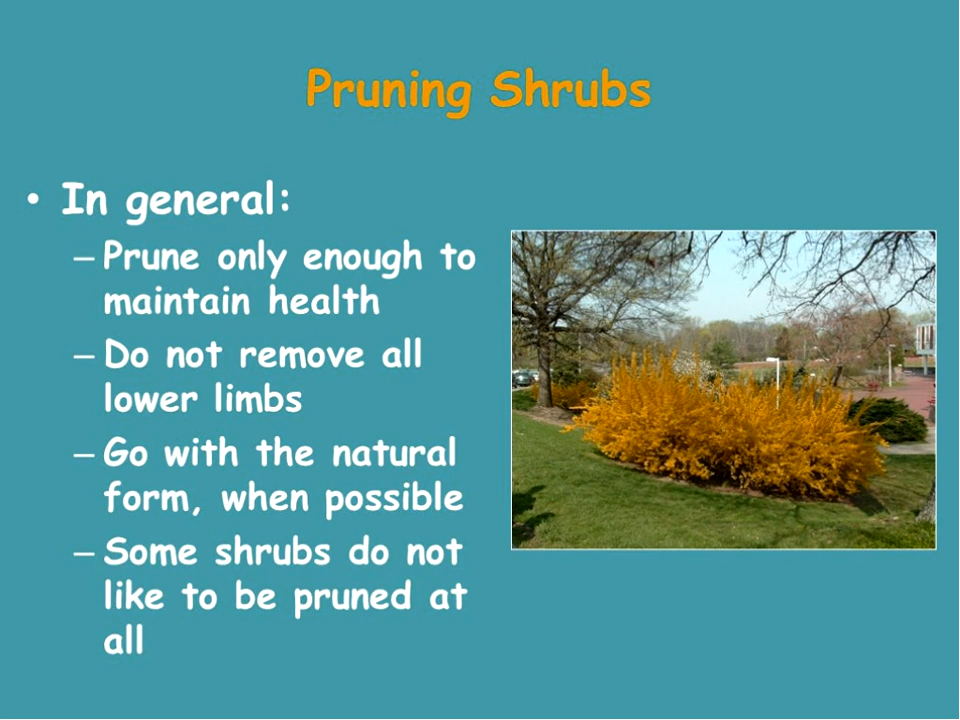 Pruning Shrubs
• In general:
– Prune only enough to
maintain health
– Do not remove all
lower limbs
– Go with the natural
form, when possible
– Some shrubs do not
like to be pruned at
all